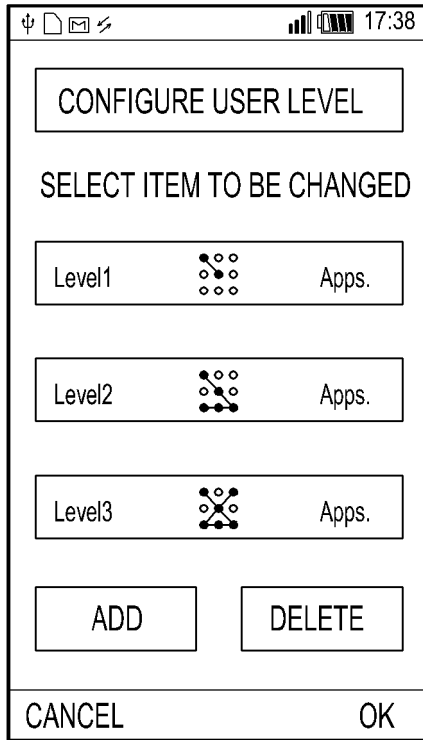 17:38
CONFIGURE USER LEVEL
SELECT ITEM TO BE CHANGED
Level1 Apps.
Level2 Apps.
Level3 Apps.
ADD DELETE
CANCEL OK